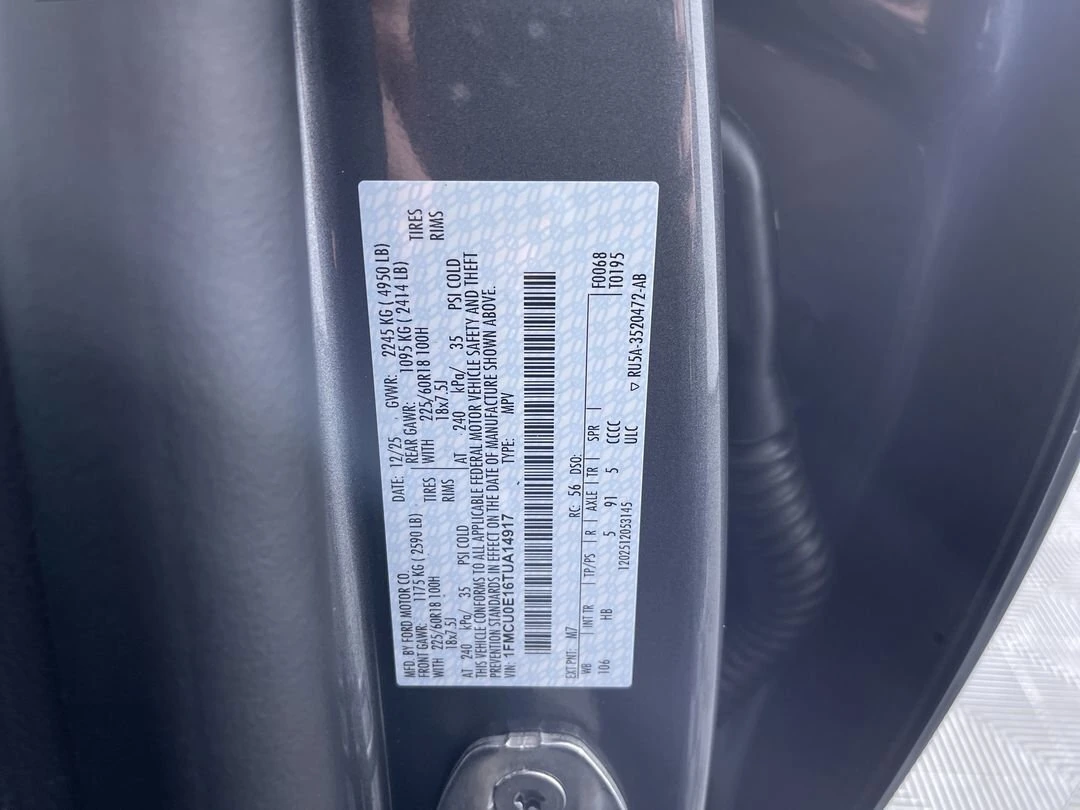 MFD. BY FORD MOTOR CO.
DATE: 12/25 GVWR: 2245 KG ( 4950 LB)
FRONT GAWR: 1175 KG ( 2590 LB) REAR GAWR: 1095 KG ( 2414 LB)
WITH 225/60R18 100H TIRES WITH 225/60R18 100H TIRES
18x7.5J RIMS 18x7.5J RIMS
AT 240 kPa/ 35 PSI COLD AT 240 kPa/ 35 PSI COLD
THIS VEHICLE CONFORMS TO ALL APPLICABLE FEDERAL MOTOR VEHICLE SAFETY AND THEFT
PREVENTION STANDARDS IN EFFECT ON THE DATE OF MANUFACTURE SHOWN ABOVE.
VIN: 1FMCU0E16TUA14917 TYPE: MPV
EXT PNT: M7 RC: 56 DSO: F0068
WB INT TR TP/PS R AXLE TR SPR T0195
106 HB 5 91 5 CCCC
1202512053145 ULC ▽ RU5A-3520472-AB